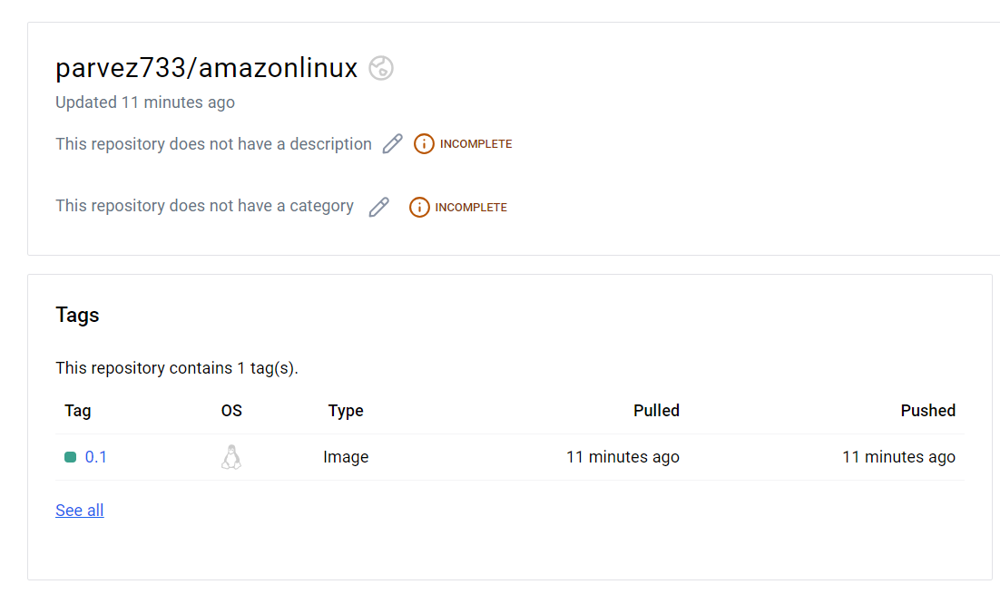 parvez733/amazonlinux
Updated 11 minutes ago
This repository does not have a description INCOMPLETE
This repository does not have a category INCOMPLETE
Tags
This repository contains 1 tag(s).
Tag OS Type Pulled Pushed
0.1 Image 11 minutes ago 11 minutes ago
See all